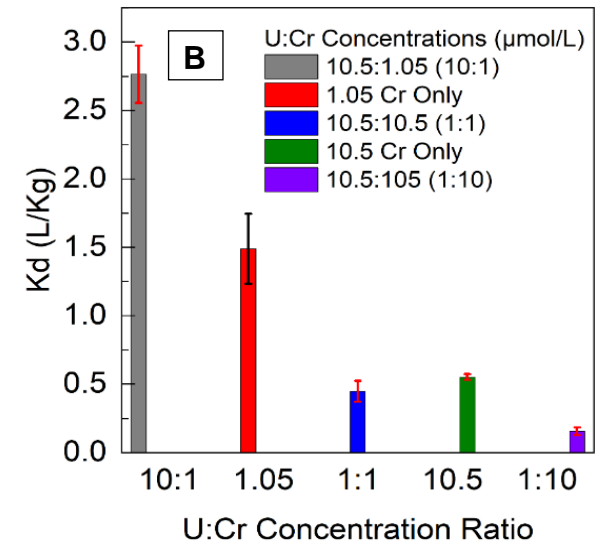 B
U:Cr Concentrations (μmol/L)
10.5:1.05 (10:1)
1.05 Cr Only
10.5:10.5 (1:1)
10.5 Cr Only
10.5:105 (1:10)
Kd (L/Kg)
3.0
2.5
2.0
1.5
1.0
0.5
0.0
10:1 1.05 1:1 10.5 1:10
U:Cr Concentration Ratio